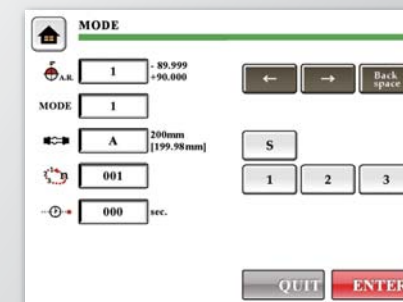 MODE
A.R. 1 - 89.999
+90.000
← → Back space
MODE 1
A 200mm
[199.98mm]
S
n 001
1 2 3
000 sec.
QUIT ENTER